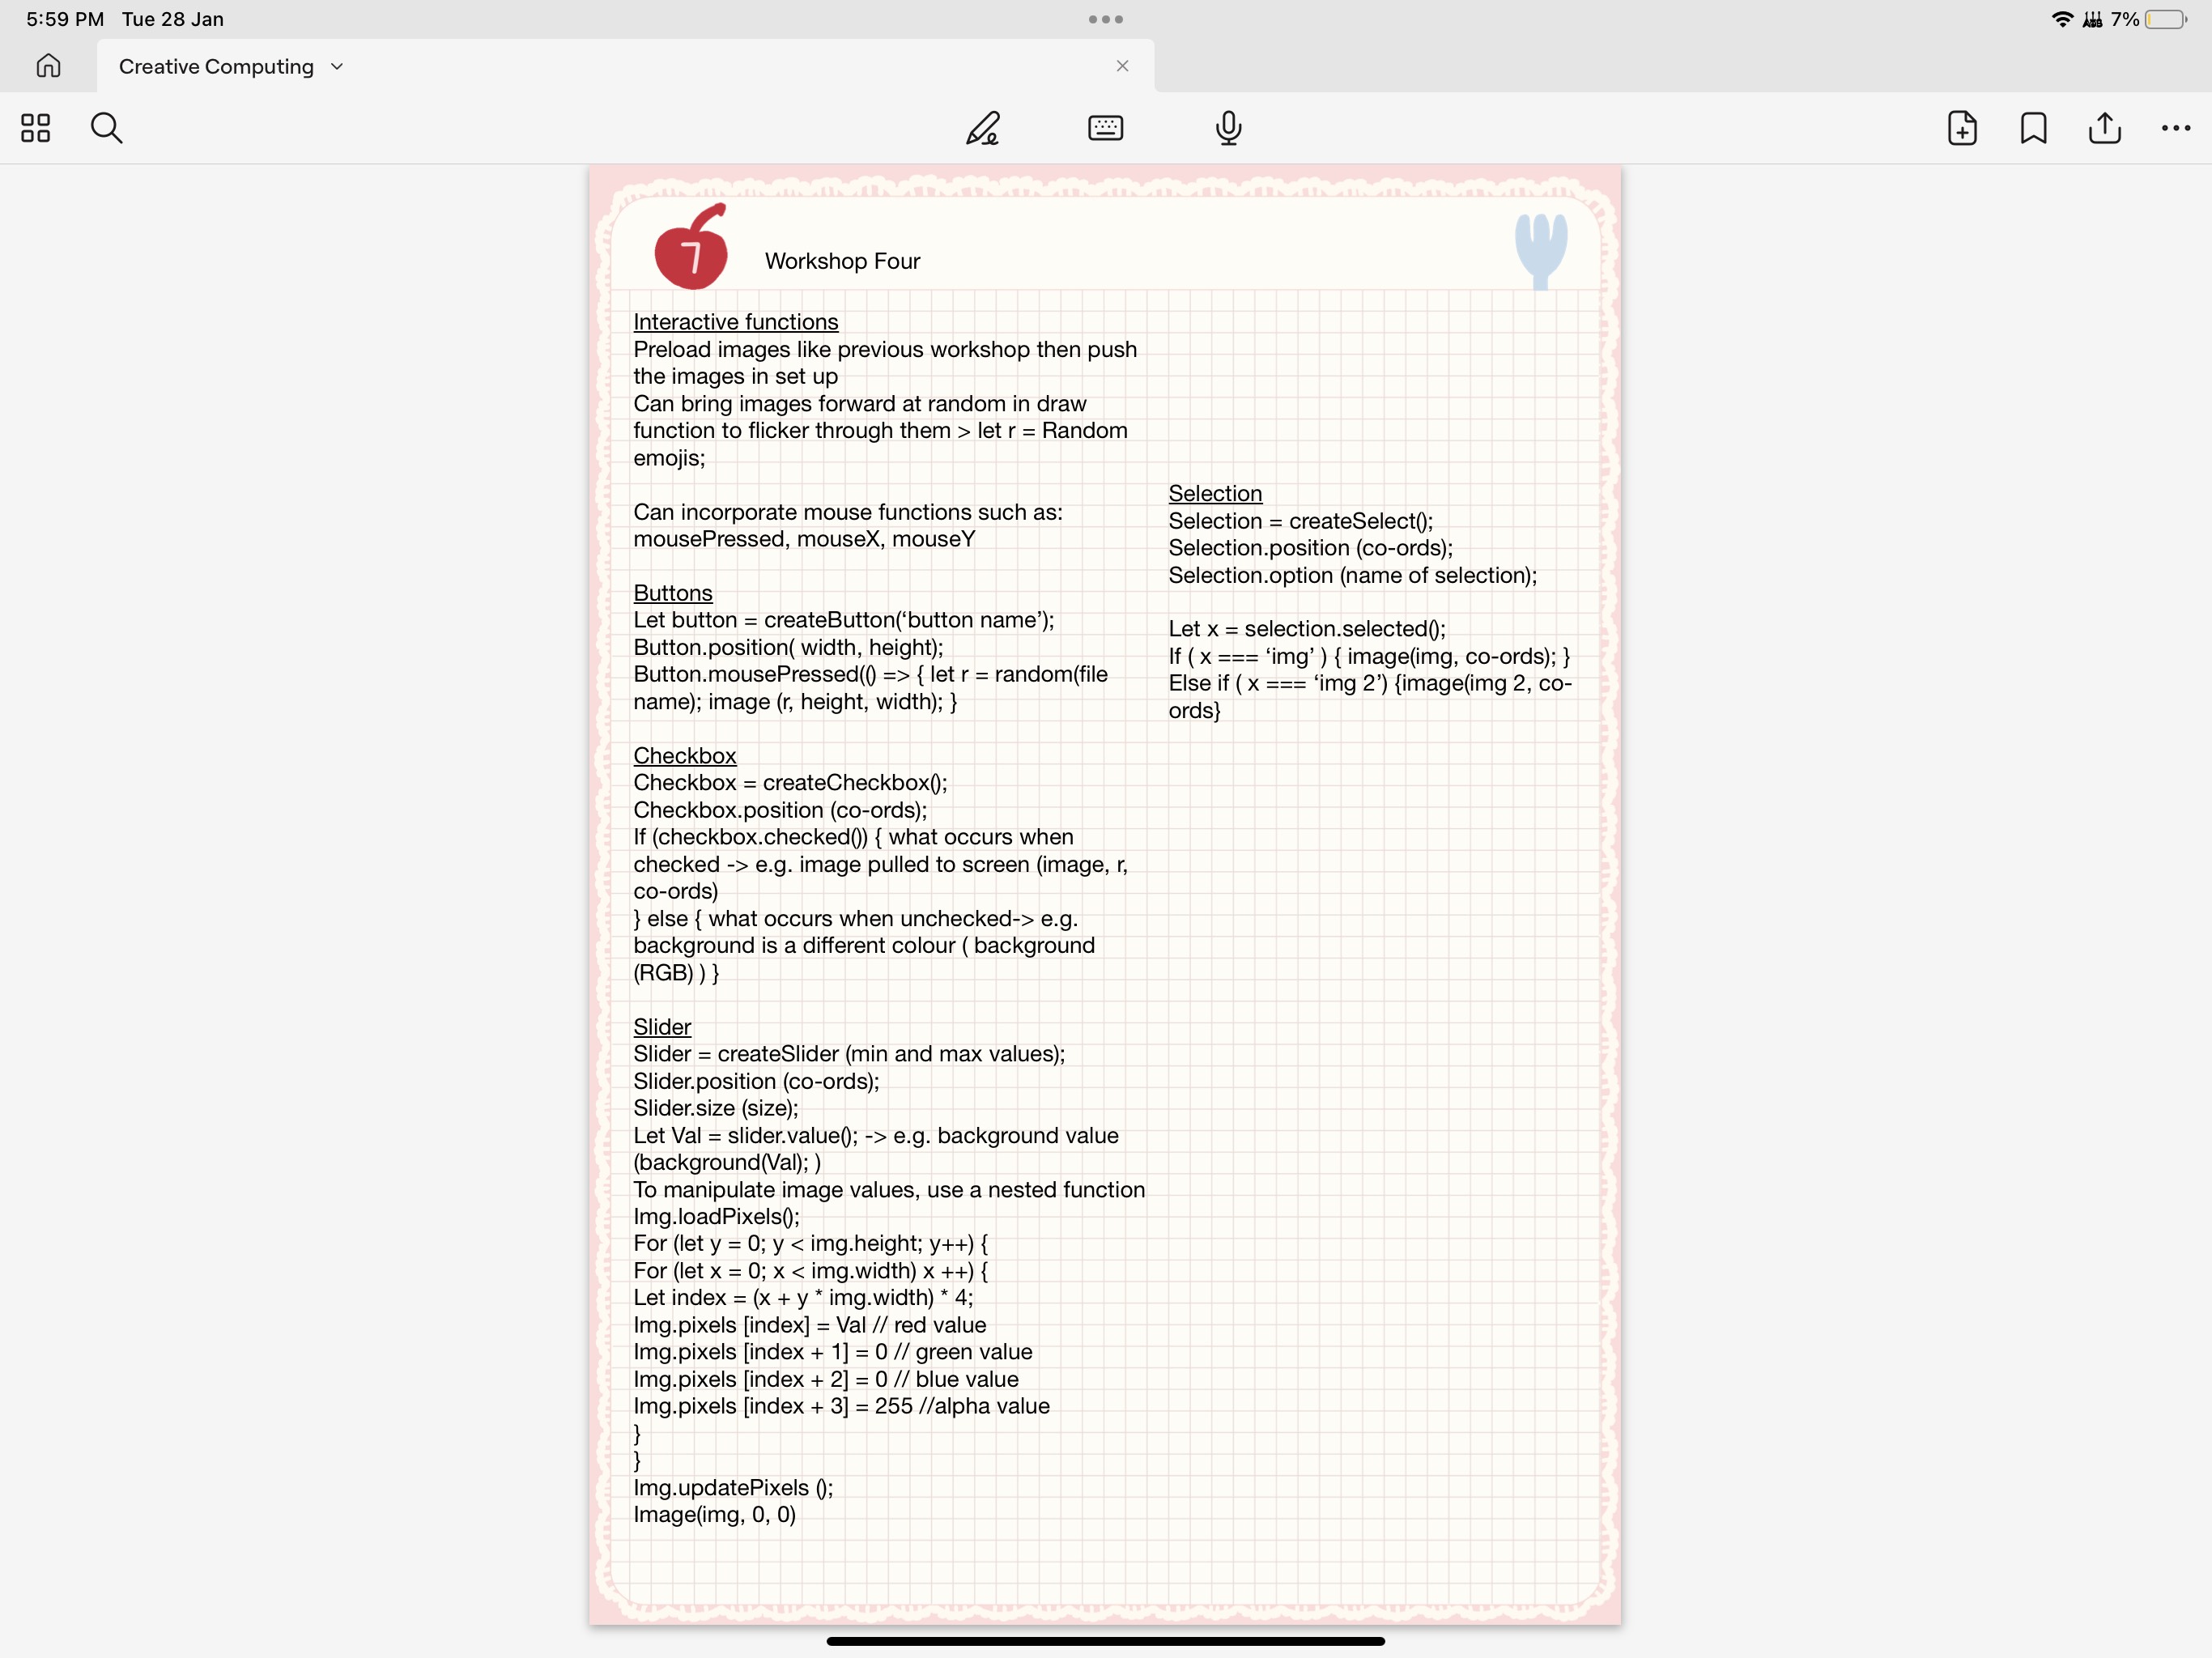 5:59 PM Tue 28 Jan
7%
Creative Computing
7
Workshop Four
Interactive functions
Preload images like previous workshop then push
the images in set up
Can bring images forward at random in draw
function to flicker through them > let r = Random
emojis;
Can incorporate mouse functions such as:
mousePressed, mouseX, mouseY
Buttons
Let button = createButton(‘button name’);
Button.position( width, height);
Button.mousePressed(() => { let r = random(file
name); image (r, height, width); }
Checkbox
Checkbox = createCheckbox();
Checkbox.position (co-ords);
If (checkbox.checked()) { what occurs when
checked -> e.g. image pulled to screen (image, r,
co-ords)
} else { what occurs when unchecked-> e.g.
background is a different colour ( background
(RGB) ) }
Slider
Slider = createSlider (min and max values);
Slider.position (co-ords);
Slider.size (size);
Let Val = slider.value(); -> e.g. background value
(background(Val); )
To manipulate image values, use a nested function
Img.loadPixels();
For (let y = 0; y < img.height; y++) {
For (let x = 0; x < img.width) x ++) {
Let index = (x + y * img.width) * 4;
Img.pixels [index] = Val // red value
Img.pixels [index + 1] = 0 // green value
Img.pixels [index + 2] = 0 // blue value
Img.pixels [index + 3] = 255 //alpha value
}
}
Img.updatePixels ();
Image(img, 0, 0)
Selection
Selection = createSelect();
Selection.position (co-ords);
Selection.option (name of selection);
Let x = selection.selected();
If ( x === ‘img’ ) { image(img, co-ords); }
Else if ( x === ‘img 2’) {image(img 2, co-
ords}